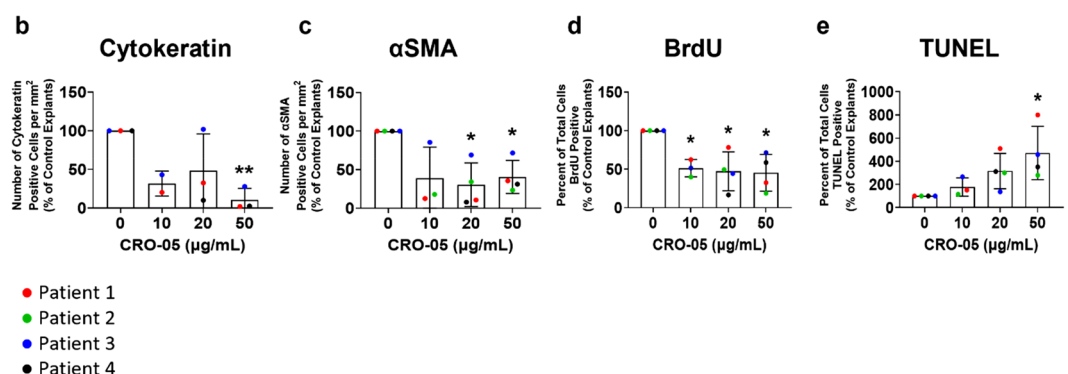 b
Cytokeratin
Number of Cytokeratin
Positive Cells per mm²
(% of Control Explants)
150
100
50
0
**
0 10 20 50
CRO-05 (µg/mL)
c
αSMA
Number of αSMA
Positive Cells per mm²
(% of Control Explants)
150
100
50
0
* *
0 10 20 50
CRO-05 (µg/mL)
d
BrdU
Percent of Total Cells
BrdU Positive
(% of Control Explants)
150
100
50
0
* * *
0 10 20 50
CRO-05 (µg/mL)
e
TUNEL
Percent of Total Cells
TUNEL Positive
(% of Control Explants)
1000
800
600
400
200
0
*
0 10 20 50
CRO-05 (µg/mL)
Patient 1
Patient 2
Patient 3
Patient 4